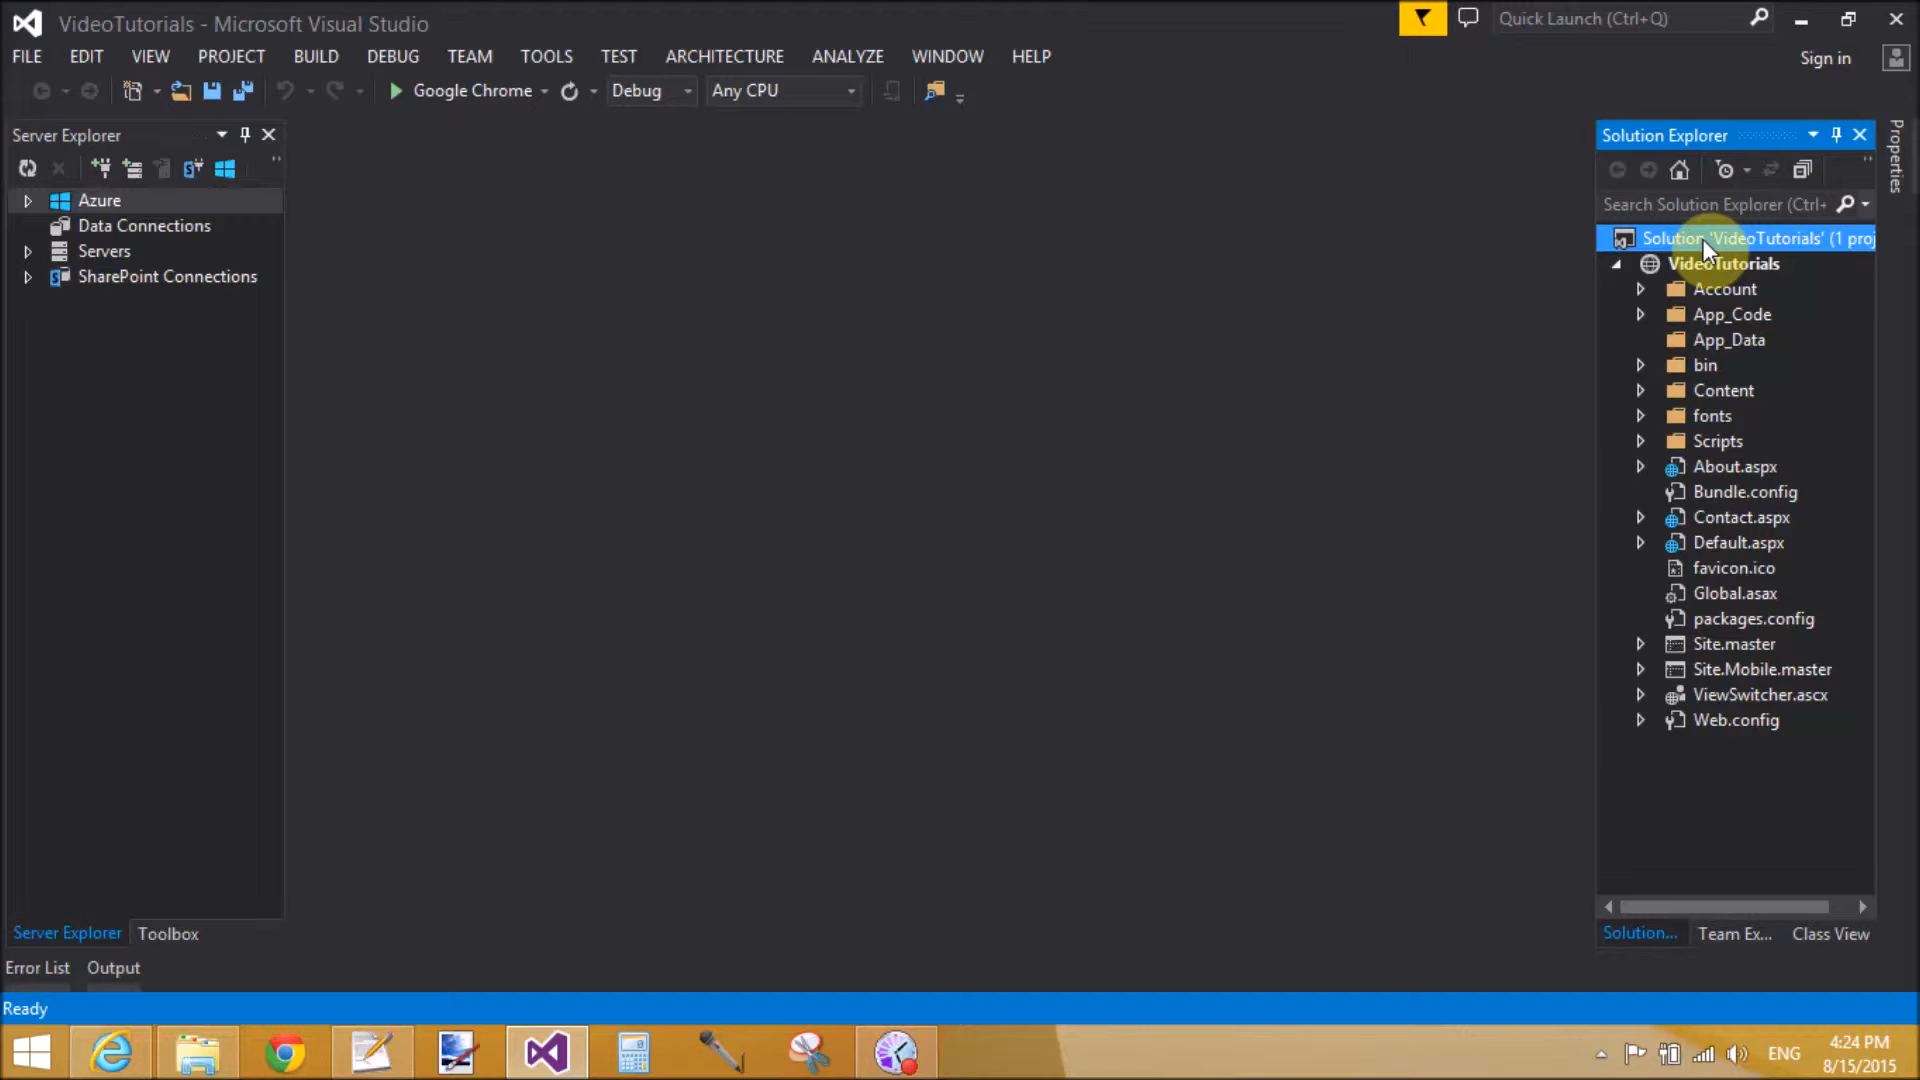 VideoTutorials - Microsoft Visual Studio
Quick Launch (Ctrl+Q)
FILE EDIT VIEW PROJECT BUILD DEBUG TEAM TOOLS TEST ARCHITECTURE ANALYZE WINDOW HELP
Sign in
Google Chrome Debug Any CPU
Server Explorer
Azure
Data Connections
Servers
SharePoint Connections
Server Explorer Toolbox
Error List Output
Ready
Solution Explorer
Search Solution Explorer (Ctrl+
Solution 'VideoTutorials' (1 proj
VideoTutorials
Account
App_Code
App_Data
bin
Content
fonts
Scripts
About.aspx
Bundle.config
Contact.aspx
Default.aspx
favicon.ico
Global.asax
packages.config
Site.master
Site.Mobile.master
ViewSwitcher.ascx
Web.config
Solution... Team Ex... Class View
Properties
ENG
4:24 PM
8/15/2015